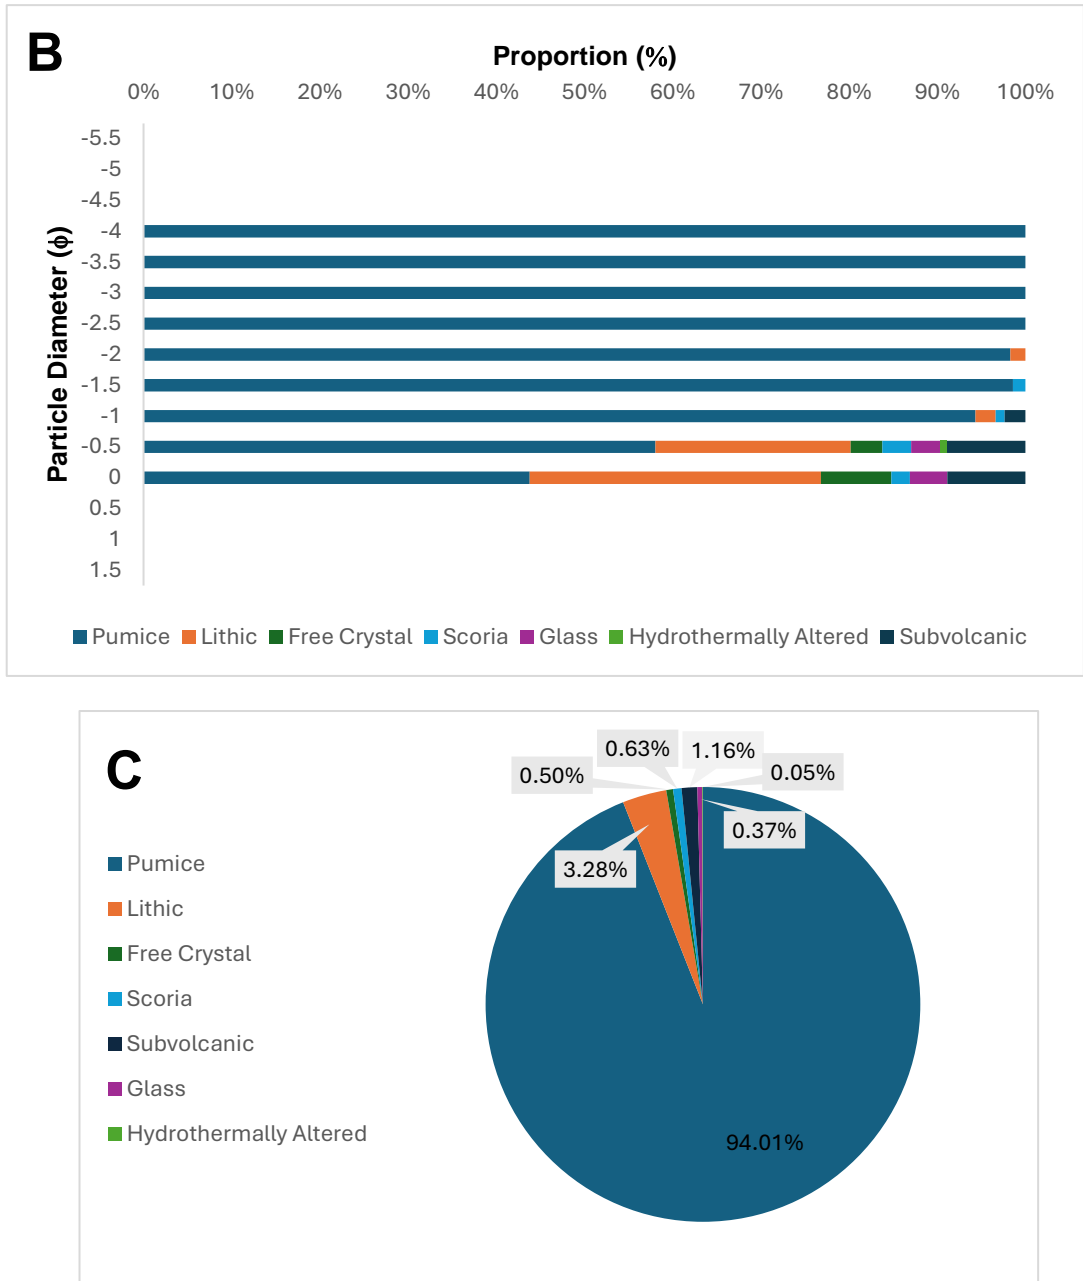 B
Proportion (%)
0% 10% 20% 30% 40% 50% 60% 70% 80% 90% 100%
Particle Diameter (ϕ)
-5.5
-5
-4.5
-4
-3.5
-3
-2.5
-2
-1.5
-1
-0.5
0
0.5
1
1.5
Pumice Lithic Free Crystal Scoria Glass Hydrothermally Altered Subvolcanic
C
0.63% 1.16%
0.50% 0.05%
0.37%
3.28%
Pumice
Lithic
Free Crystal
Scoria
Subvolcanic
Glass
Hydrothermally Altered
94.01%